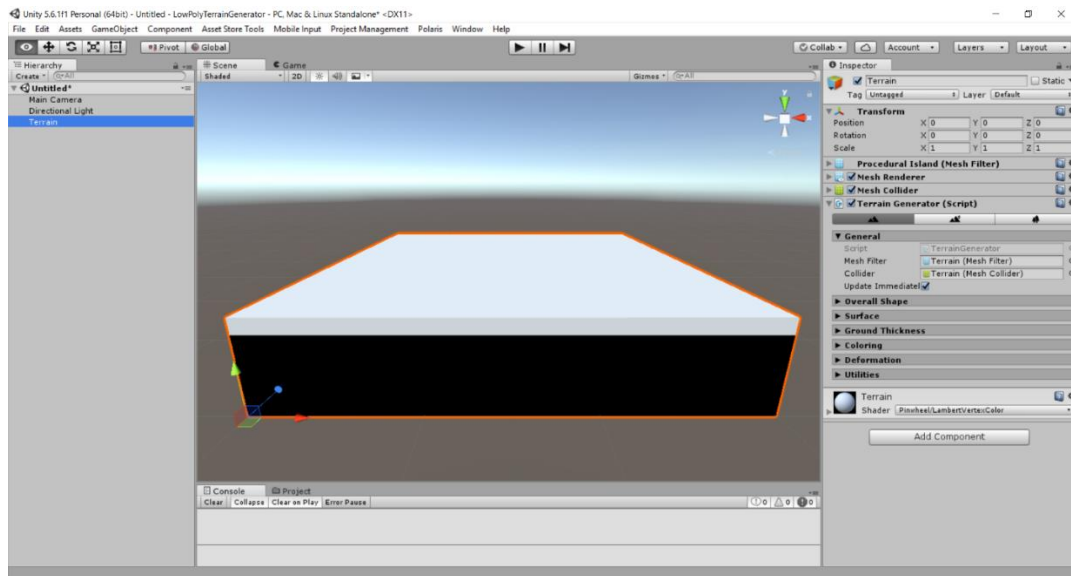 Unity 5.6.1f1 Personal (64bit) - Untitled - LowPolyTerrainGenerator - PC, Mac & Linux Standalone* <DX11>
File Edit Assets GameObject Component Asset Store Tools Mobile Input Project Management Polaris Window Help
Pivot Global Collab Account Layers Layout
Hierarchy
Create All
Untitled*
Main Camera
Directional Light
Terrain
Scene Game
Shaded 2D Gizmos All
y
Inspector
Terrain Static
Tag Untagged Layer Default
Transform
Position X 0 Y 0 Z 0
Rotation X 0 Y 0 Z 0
Scale X 1 Y 1 Z 1
Procedural Island (Mesh Filter)
Mesh Renderer
Mesh Collider
Terrain Generator (Script)
General
Script TerrainGenerator
Mesh Filter Terrain (Mesh Filter)
Collider Terrain (Mesh Collider)
Update Immediatel
Overall Shape
Surface
Ground Thickness
Coloring
Deformation
Utilities
Terrain
Shader Pinwheel/LambertVertexColor
Add Component
Console Project
Clear Collapse Clear on Play Error Pause 0 0 0